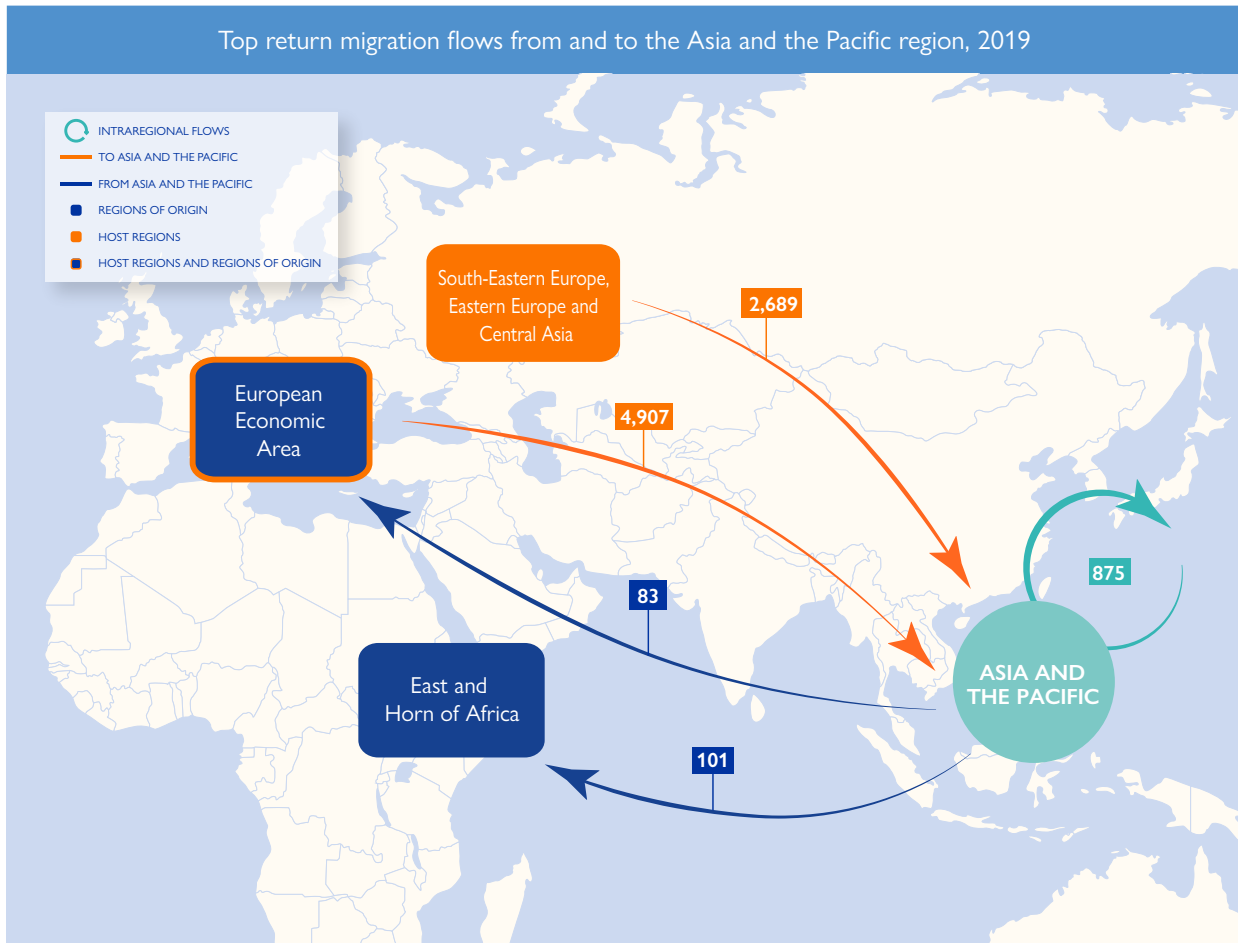 Top return migration flows from and to the Asia and the Pacific region, 2019
INTRAREGIONAL FLOWS
TO ASIA AND THE PACIFIC
FROM ASIA AND THE PACIFIC
REGIONS OF ORIGIN
HOST REGIONS
HOST REGIONS AND REGIONS OF ORIGIN
South-Eastern Europe,
Eastern Europe and
Central Asia
2,689
European
Economic
Area
4,907
875
83
East and
Horn of Africa
ASIA AND
THE PACIFIC
101